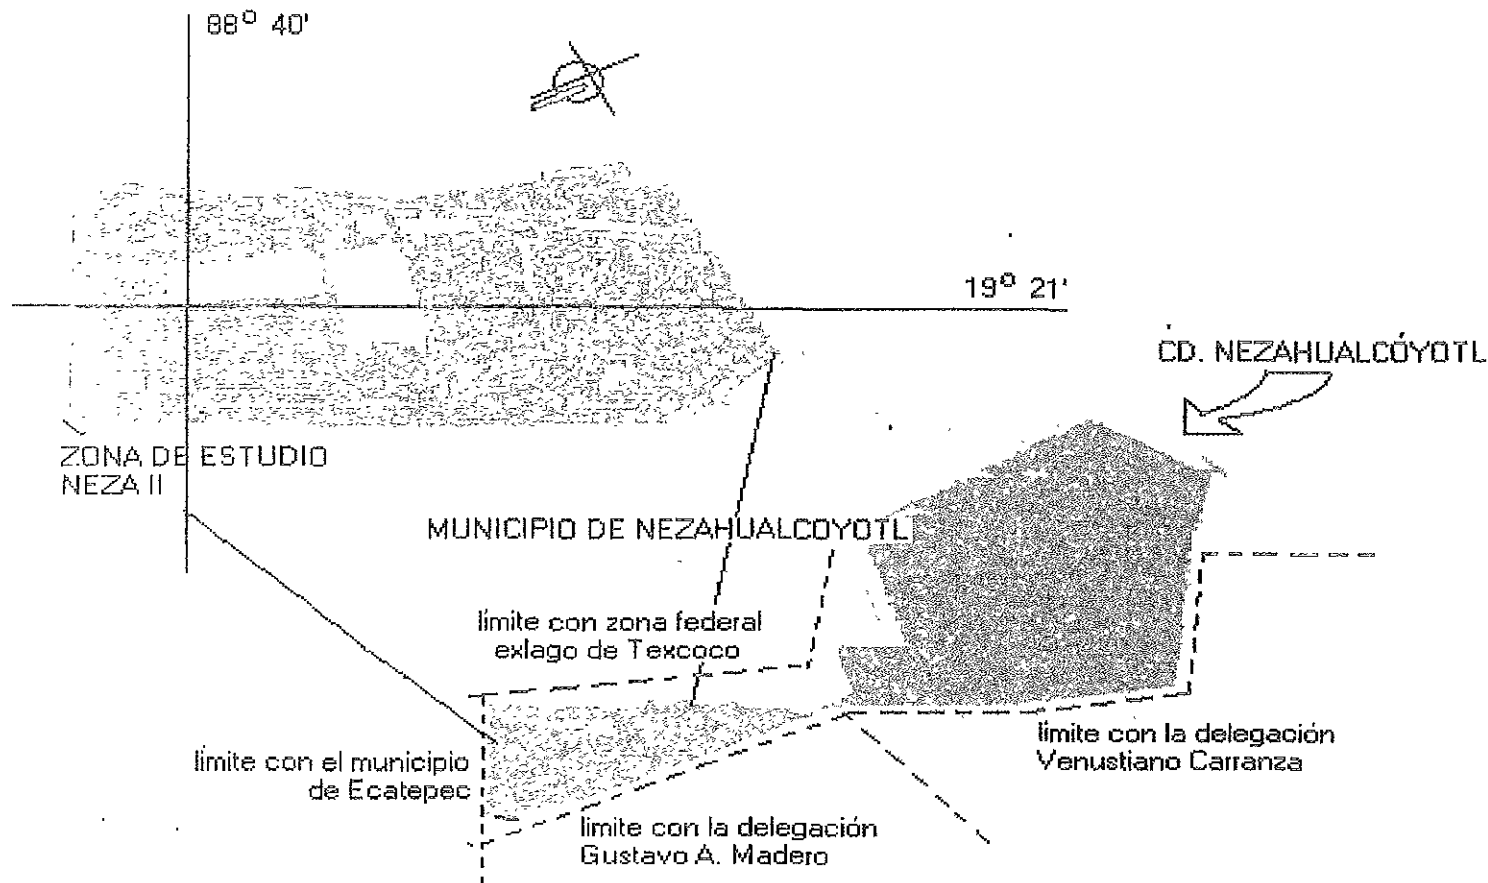 88° 40'
19° 21'
CD. NEZAHUALCÓYOTL
ZONA DE ESTUDIO
NEZA II
MUNICIPIO DE NEZAHUALCOYOTL
límite con zona federal
exlago de Texcoco
límite con el municipio
de Ecatepec
límite con la delegación
Venustiano Carranza
límite con la delegación
Gustavo A. Madero